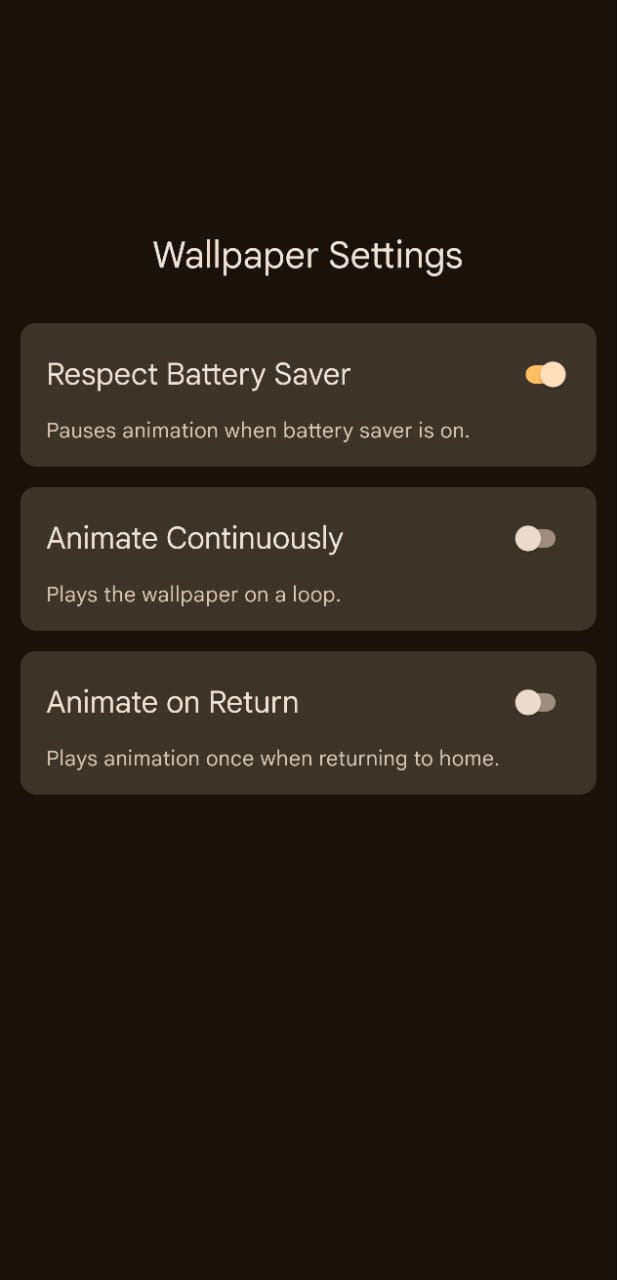 Wallpaper Settings
Respect Battery Saver
Pauses animation when battery saver is on.
Animate Continuously
Plays the wallpaper on a loop.
Animate on Return
Plays animation once when returning to home.